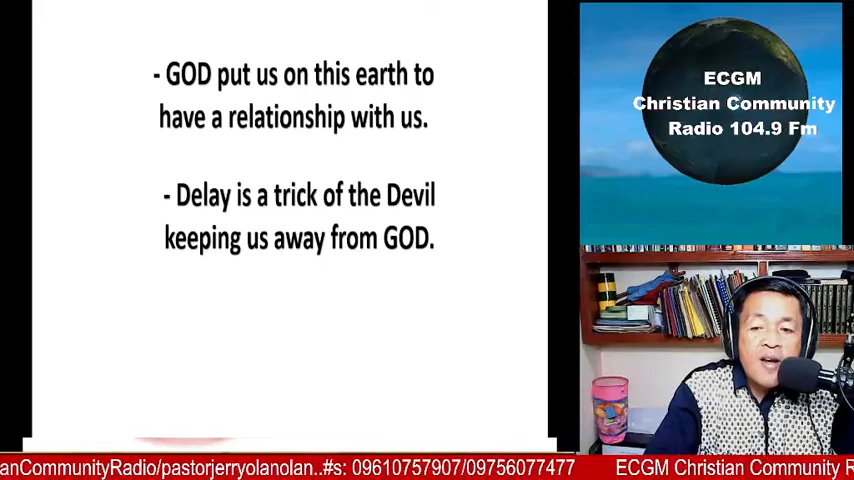 - GOD put us on this earth to
have a relationship with us.
- Delay is a trick of the Devil
keeping us away from GOD.
ECGM
Christian Community
Radio 104.9 Fm
anCommunityRadio/pastorjerryolanolan..#s: 09610757907/09756077477 ECGM Christian Community R